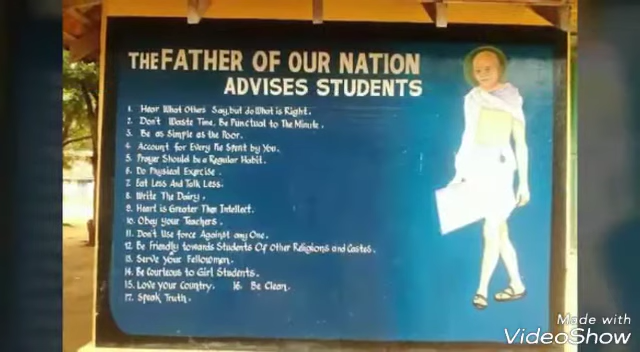 THE FATHER OF OUR NATION
ADVISES STUDENTS
1. Hear What Others Say, but do What is Right.
2. Don't Waste Time, Be Punctual to The Minute.
3. Be as Simple as the Poor.
4. Account for Every Pie Spent by You.
5. Prayer Should be a Regular Habit.
6. Do Physical Exercise.
7. Eat Less And Talk Less.
8. Write The Dairy.
9. Heart is Greater Than Intellect.
10. Obey your Teachers.
11. Don't Use force Against any One.
12. Be Friendly towards Students Of Other Religions and Castes.
13. Serve your Fellowmen.
14. Be Courteous to Girl Students.
15. Love your Country. 16. Be Clean.
17. Speak Truth.
Made with
VideoShow